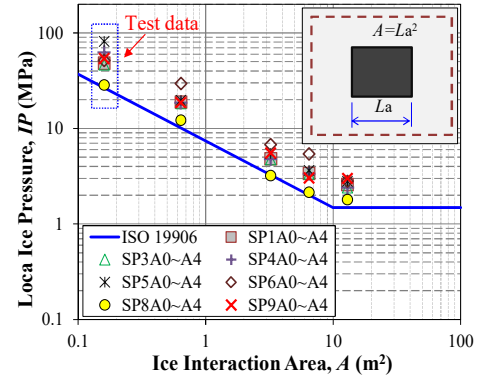 Test data
A=La²
La
100
10
1
0.1
Loca Ice Pressure, IP (MPa)
ISO 19906
SP1A0~A4
SP3A0~A4
SP4A0~A4
SP5A0~A4
SP6A0~A4
SP8A0~A4
SP9A0~A4
0.1
1
10
100
Ice Interaction Area, A (m²)